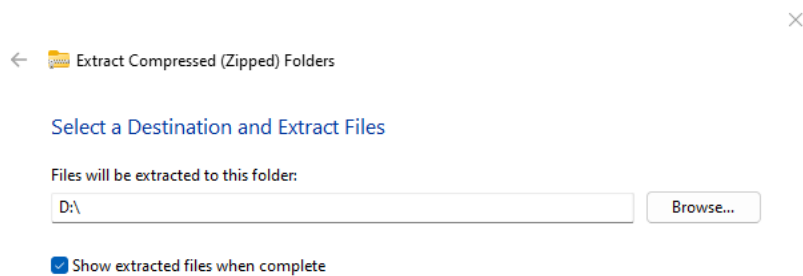 Extract Compressed (Zipped) Folders
Select a Destination and Extract Files
Files will be extracted to this folder:
D:\
Browse...
Show extracted files when complete